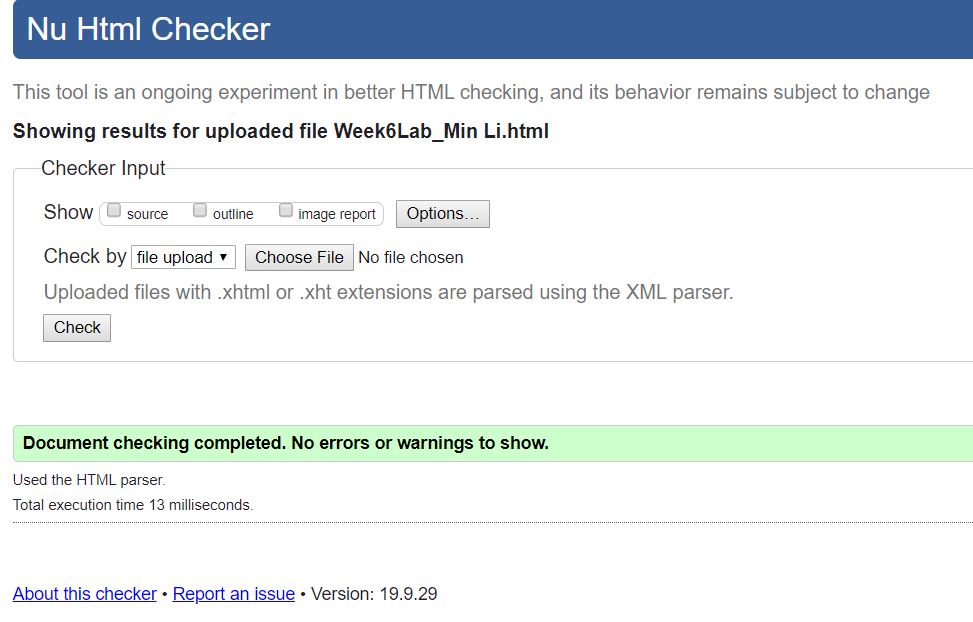 Nu Html Checker
This tool is an ongoing experiment in better HTML checking, and its behavior remains subject to change
Showing results for uploaded file Week6Lab_Min Li.html
Checker Input
Show source outline image report Options...
Check by file upload Choose File No file chosen
Uploaded files with .xhtml or .xht extensions are parsed using the XML parser.
Check
Document checking completed. No errors or warnings to show.
Used the HTML parser.
Total execution time 13 milliseconds.
About this checker • Report an issue • Version: 19.9.29